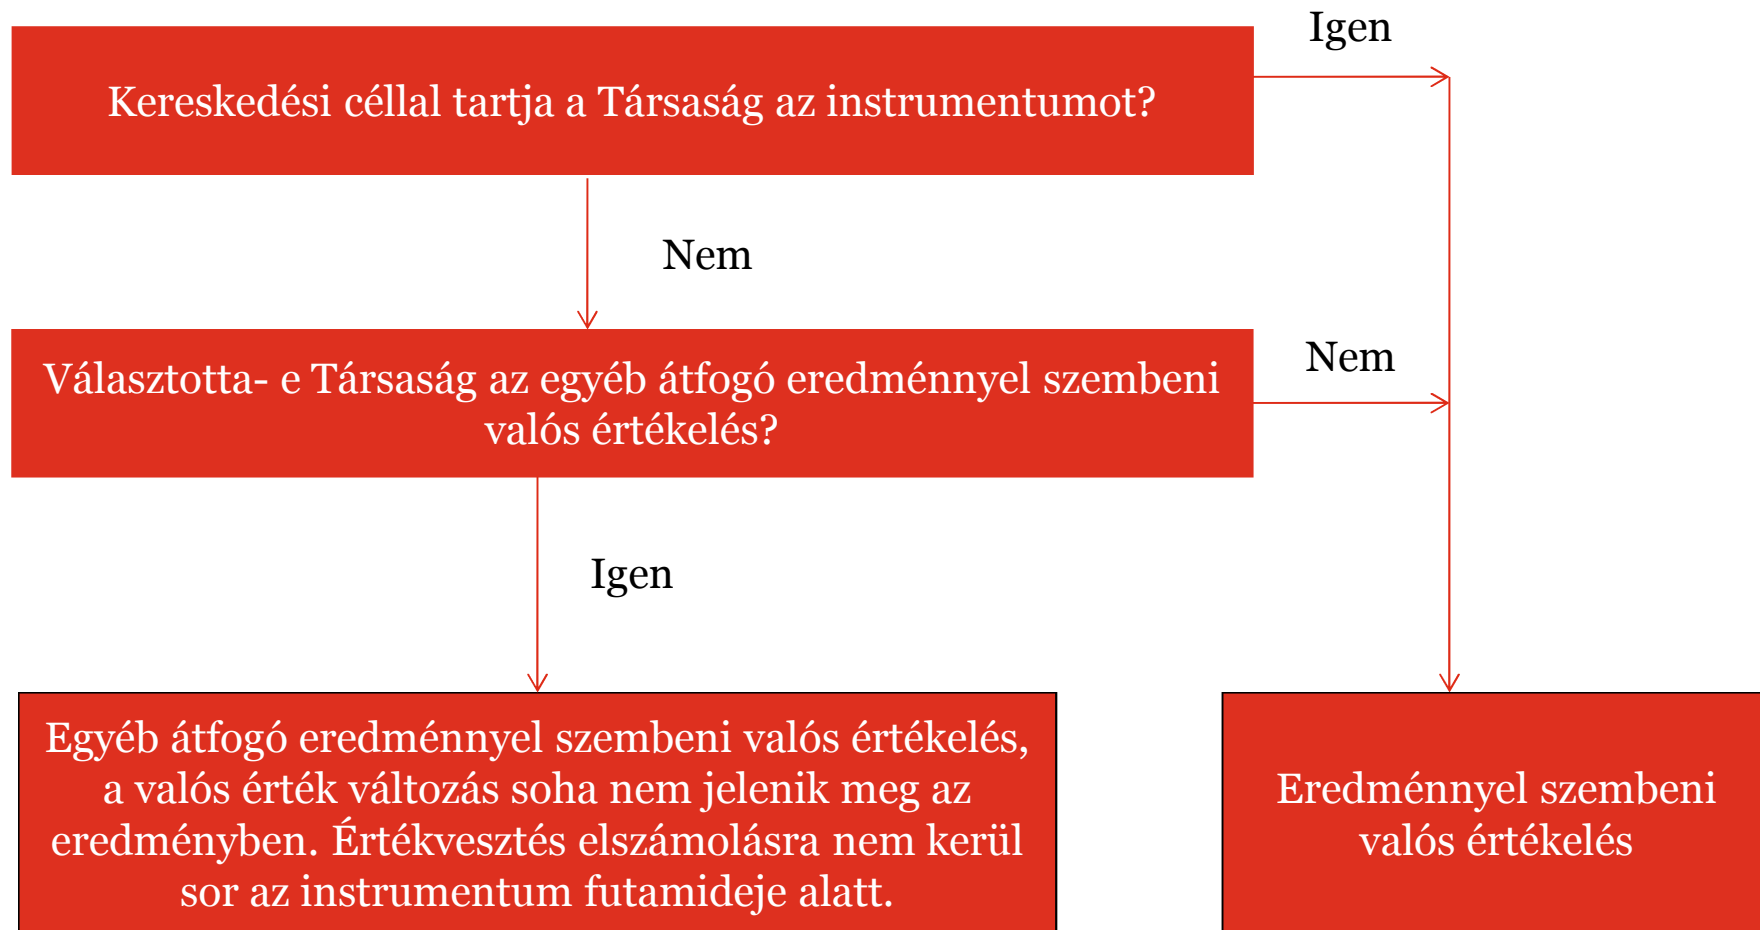 Igen
Kereskedési céllal tartja a Társaság az instrumentumot?
Nem
Választotta- e Társaság az egyéb átfogó eredménnyel szembeni
valós értékelés?
Nem
Igen
Egyéb átfogó eredménnyel szembeni valós értékelés,
a valós érték változás soha nem jelenik meg az
eredményben. Értékvesztés elszámolásra nem kerül
sor az instrumentum futamideje alatt.
Eredménnyel szembeni
valós értékelés